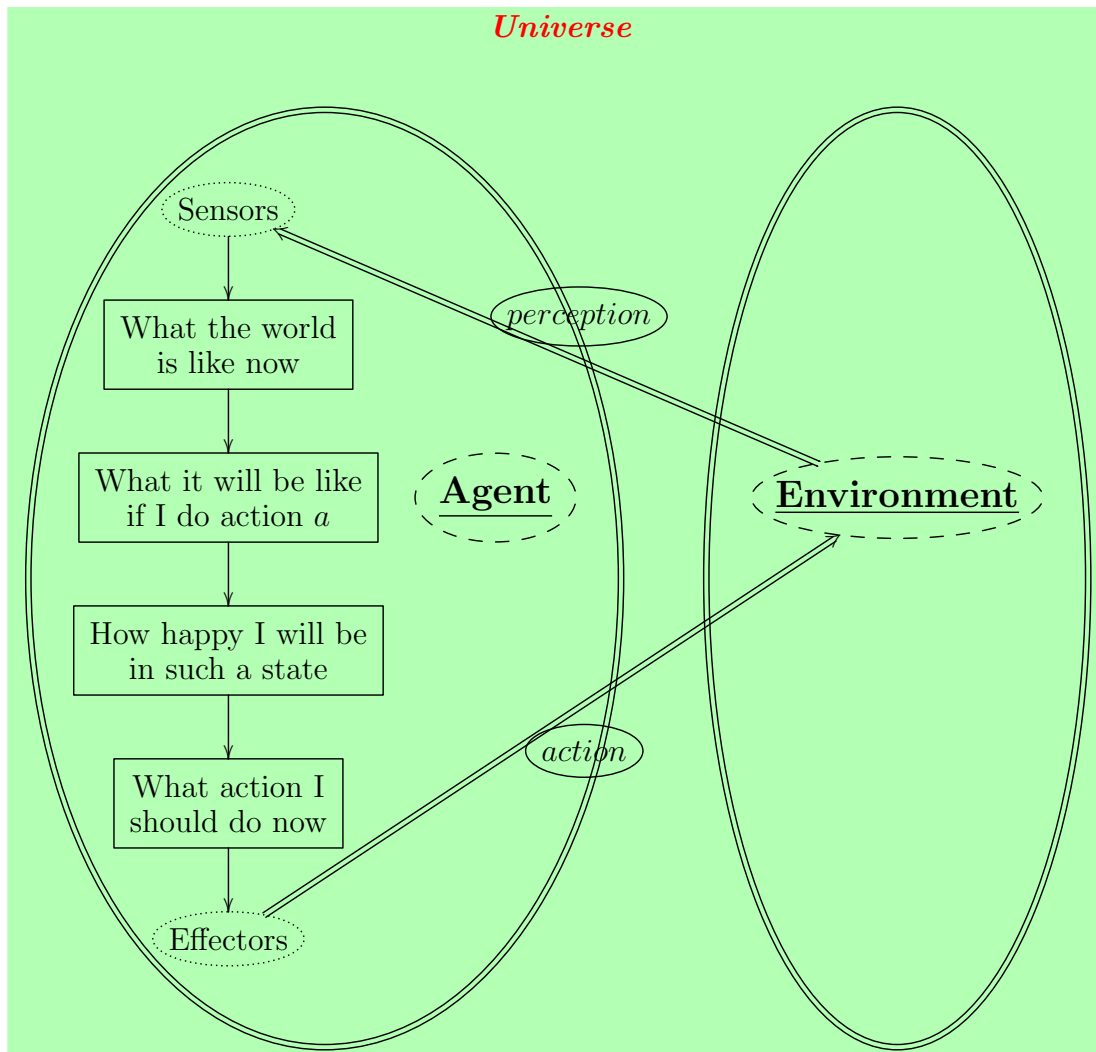 Universe
Sensors
perception
What the world
is like now
What it will be like
if I do action a
Agent
Environment
How happy I will be
in such a state
action
What action I
should do now
Effectors